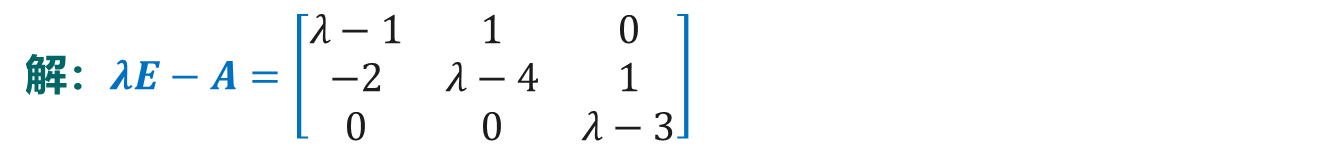 解：λE − A = [λ − 1  1  0
−2  λ − 4  1
0  0  λ − 3]